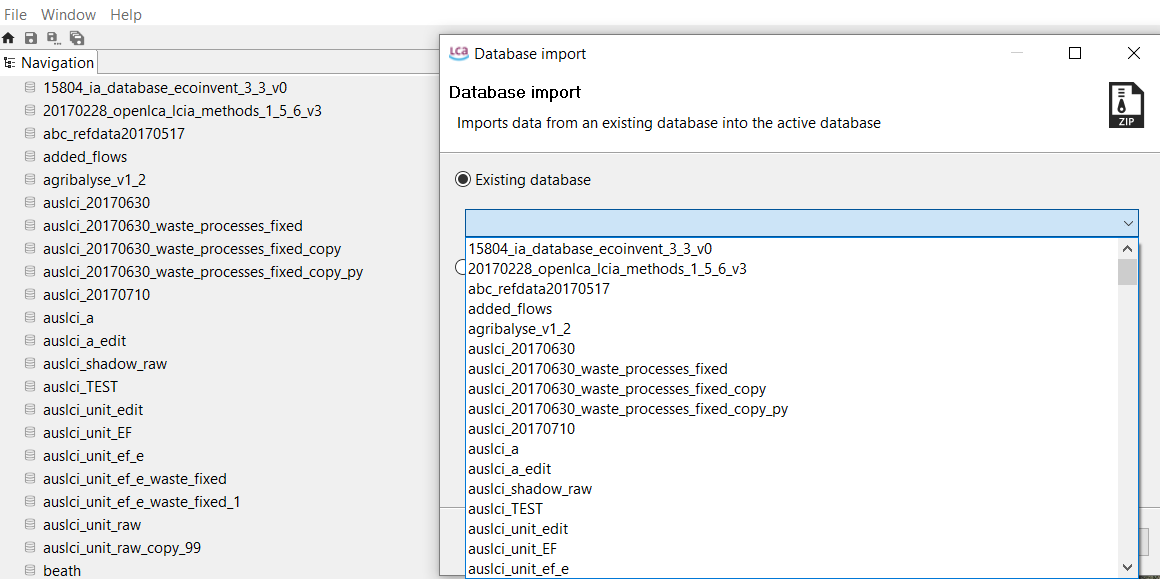 File Window Help
Navigation
15804_ia_database_ecoinvent_3_3_v0
20170228_openlca_lcia_methods_1_5_6_v3
abc_refdata20170517
added_flows
agribalyse_v1_2
auslci_20170630
auslci_20170630_waste_processes_fixed
auslci_20170630_waste_processes_fixed_copy
auslci_20170630_waste_processes_fixed_copy_py
auslci_20170710
auslci_a
auslci_a_edit
auslci_shadow_raw
auslci_TEST
auslci_unit_edit
auslci_unit_EF
auslci_unit_ef_e
auslci_unit_ef_e_waste_fixed
auslci_unit_ef_e_waste_fixed_1
auslci_unit_raw
auslci_unit_raw_copy_99
beath
LCa Database import
Database import
Imports data from an existing database into the active database
ZIP
Existing database
15804_ia_database_ecoinvent_3_3_v0
20170228_openlca_lcia_methods_1_5_6_v3
abc_refdata20170517
added_flows
agribalyse_v1_2
auslci_20170630
auslci_20170630_waste_processes_fixed
auslci_20170630_waste_processes_fixed_copy
auslci_20170630_waste_processes_fixed_copy_py
auslci_20170710
auslci_a
auslci_a_edit
auslci_shadow_raw
auslci_TEST
auslci_unit_edit
auslci_unit_EF
auslci_unit_ef_e